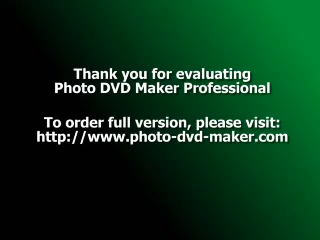 Thank you for evaluating
Photo DVD Maker Professional
To order full version, please visit:
http://www.photo-dvd-maker.com